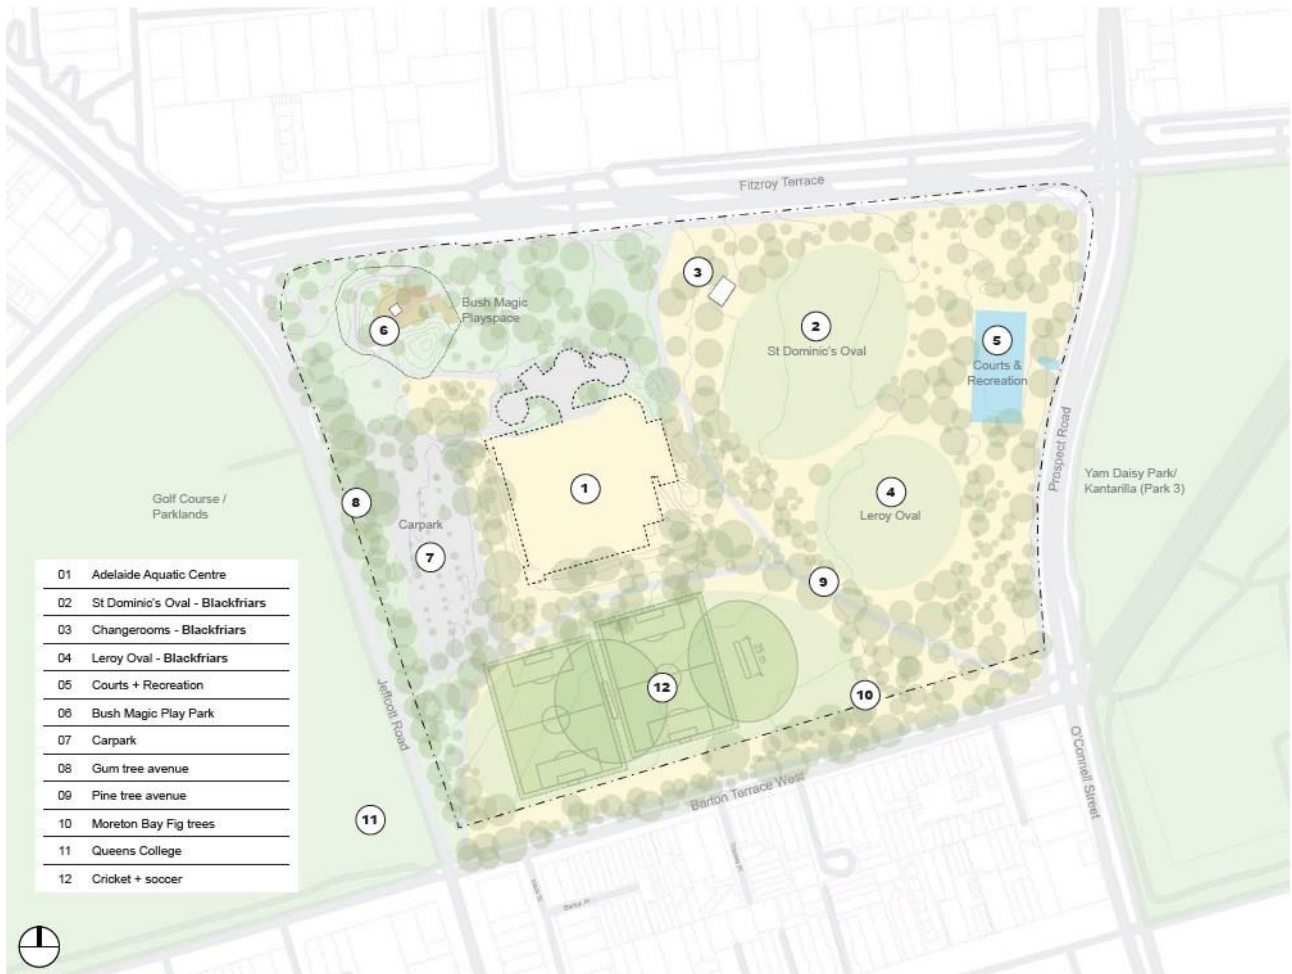 Fitzroy Terrace
3
Bush Magic
Playspace
6
2
St Dominic's Oval
5
Courts &
Recreation
Prospect Road
Golf Course /
Parklands
8
Carpark
7
1
4
Leroy Oval
Yam Daisy Park/
Kantarilla (Park 3)
9
12
10
Jeffcott Road
Barton Terrace West
O'Connell Street
11
01 Adelaide Aquatic Centre
02 St Dominic's Oval - Blackfriars
03 Changerooms - Blackfriars
04 Leroy Oval - Blackfriars
05 Courts + Recreation
06 Bush Magic Play Park
07 Carpark
08 Gum tree avenue
09 Pine tree avenue
10 Moreton Bay Fig trees
11 Queens College
12 Cricket + soccer